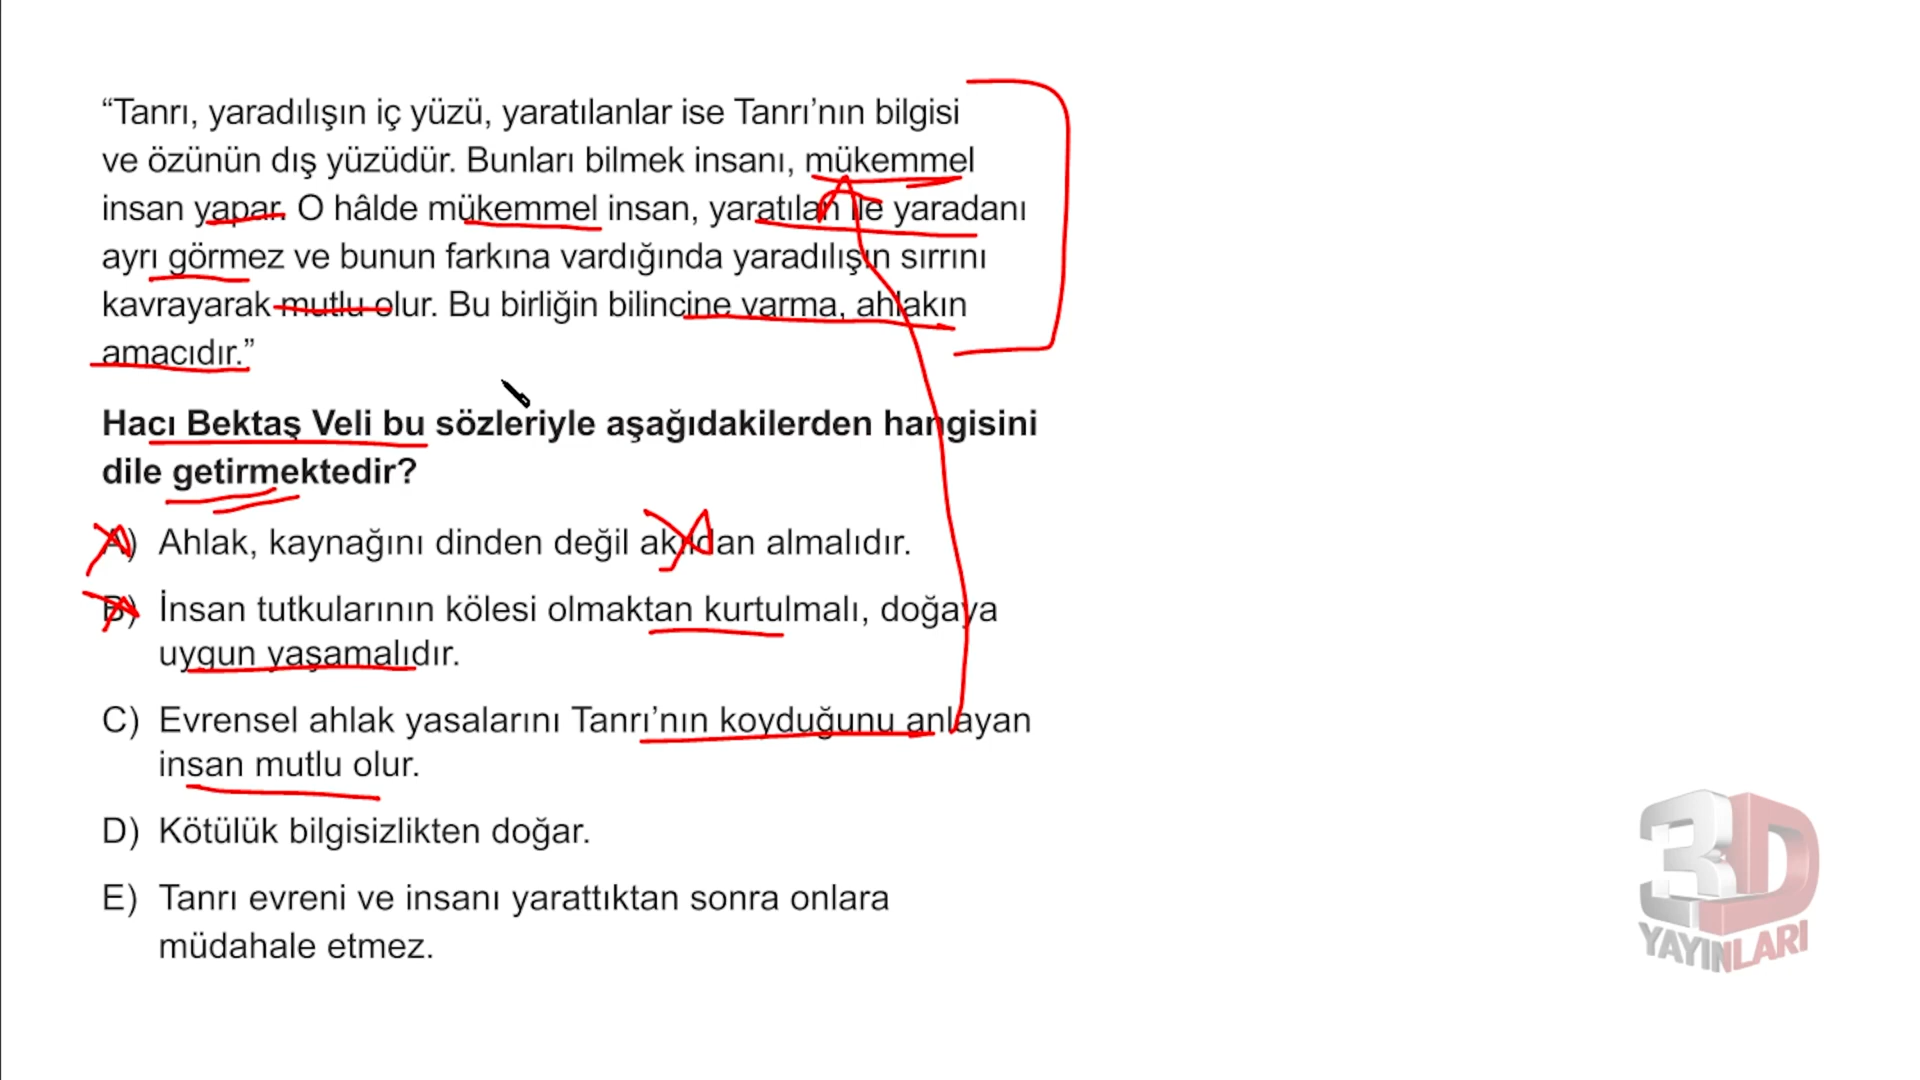 “Tanrı, yaradılışın iç yüzü, yaratılanlar ise Tanrı’nın bilgisi
ve özünün dış yüzüdür. Bunları bilmek insanı, mükemmel
insan yapar. O hâlde mükemmel insan, yaratılan ile yaradanı
ayrı görmez ve bunun farkına vardığında yaradılışın sırrını
kavrayarak mutlu olur. Bu birliğin bilincine varma, ahlakın
amacıdır.”
Hacı Bektaş Veli bu sözleriyle aşağıdakilerden hangisini
dile getirmektedir?
A) Ahlak, kaynağını dinden değil akıldan almalıdır.
B) İnsan tutkularının kölesi olmaktan kurtulmalı, doğaya
uygun yaşamalıdır.
C) Evrensel ahlak yasalarını Tanrı’nın koyduğunu anlayan
insan mutlu olur.
D) Kötülük bilgisizlikten doğar.
E) Tanrı evreni ve insanı yarattıktan sonra onlara
müdahale etmez.
3D
YAYINLARI